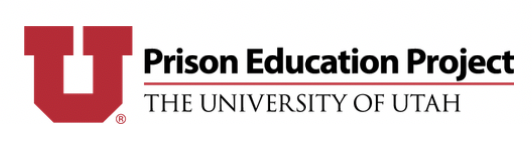 U®
Prison Education Project
THE UNIVERSITY OF UTAH